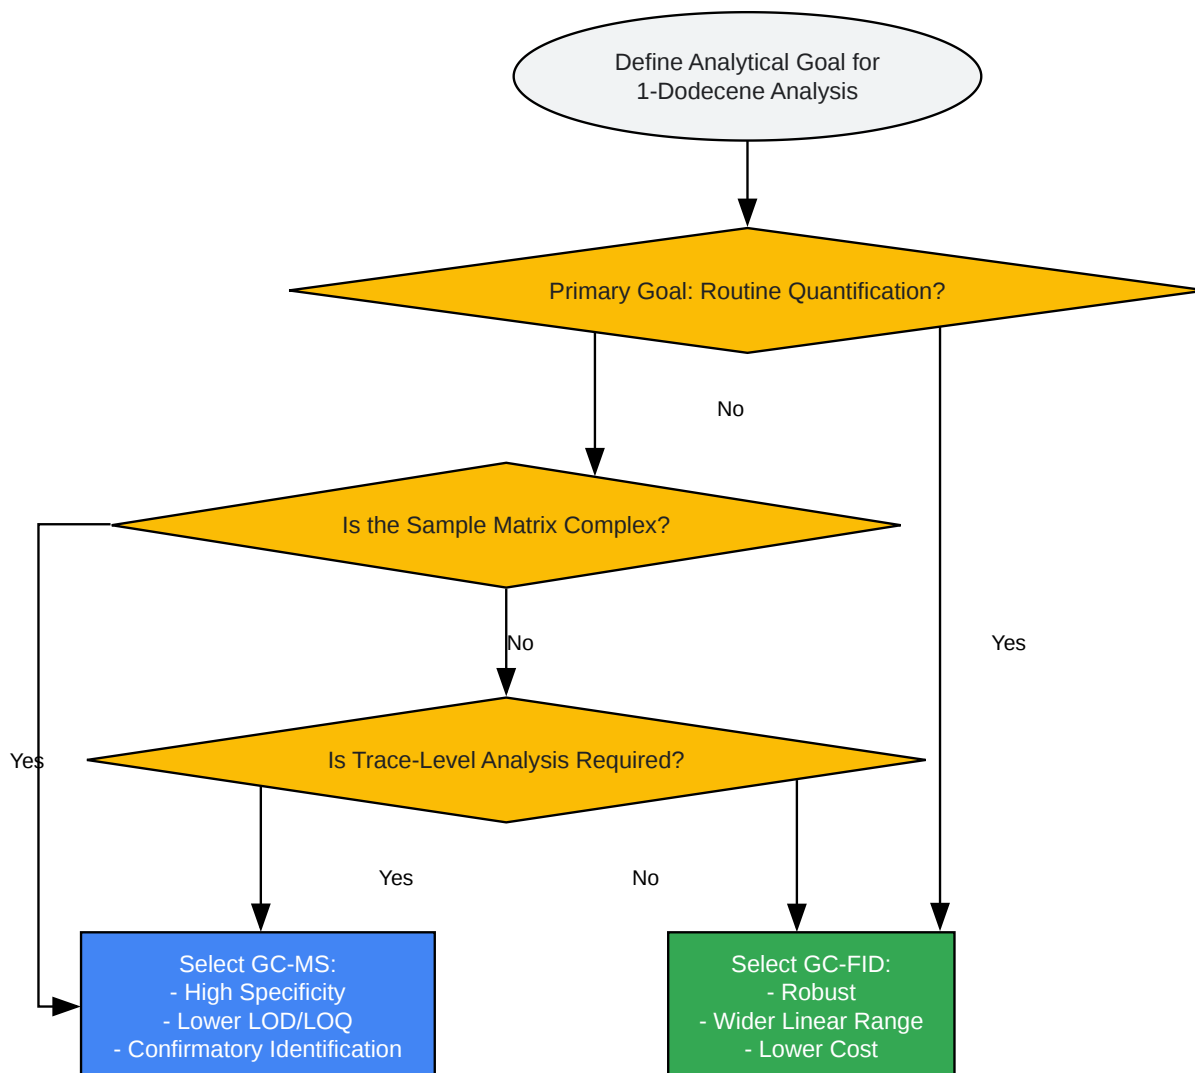 Define Analytical Goal for
1-Dodecene Analysis
Primary Goal: Routine Quantification?
No
Is the Sample Matrix Complex?
No
Yes
Yes
Is Trace-Level Analysis Required?
Yes
No
Select GC-MS:
- High Specificity
- Lower LOD/LOQ
- Confirmatory Identification
Select GC-FID:
- Robust
- Wider Linear Range
- Lower Cost